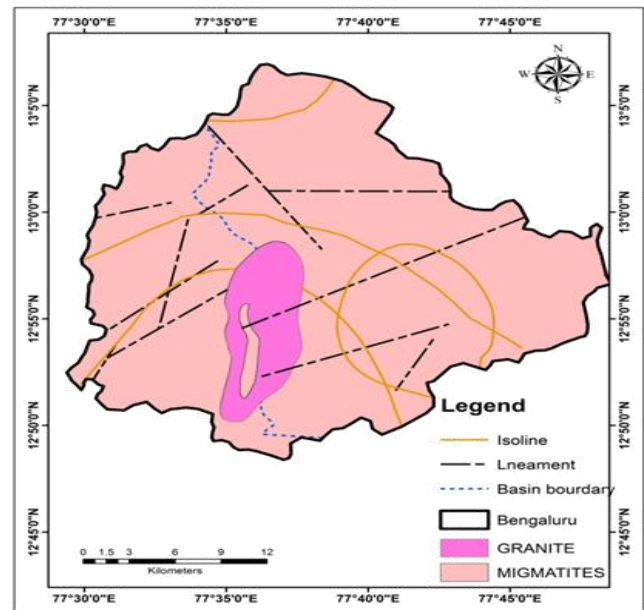 77°30'0"E 77°35'0"E 77°40'0"E 77°45'0"E
N
W E
S
13°5'0"N 13°5'0"N
13°0'0"N 13°0'0"N
12°55'0"N 12°55'0"N
12°50'0"N 12°50'0"N
12°45'0"N 12°45'0"N
Legend
Isoline
Lneament
Basin bourdary
Bengaluru
GRANITE
MIGMATITES
0 1.5 3 6 9 12
Kilometers
77°30'0"E 77°35'0"E 77°40'0"E 77°45'0"E